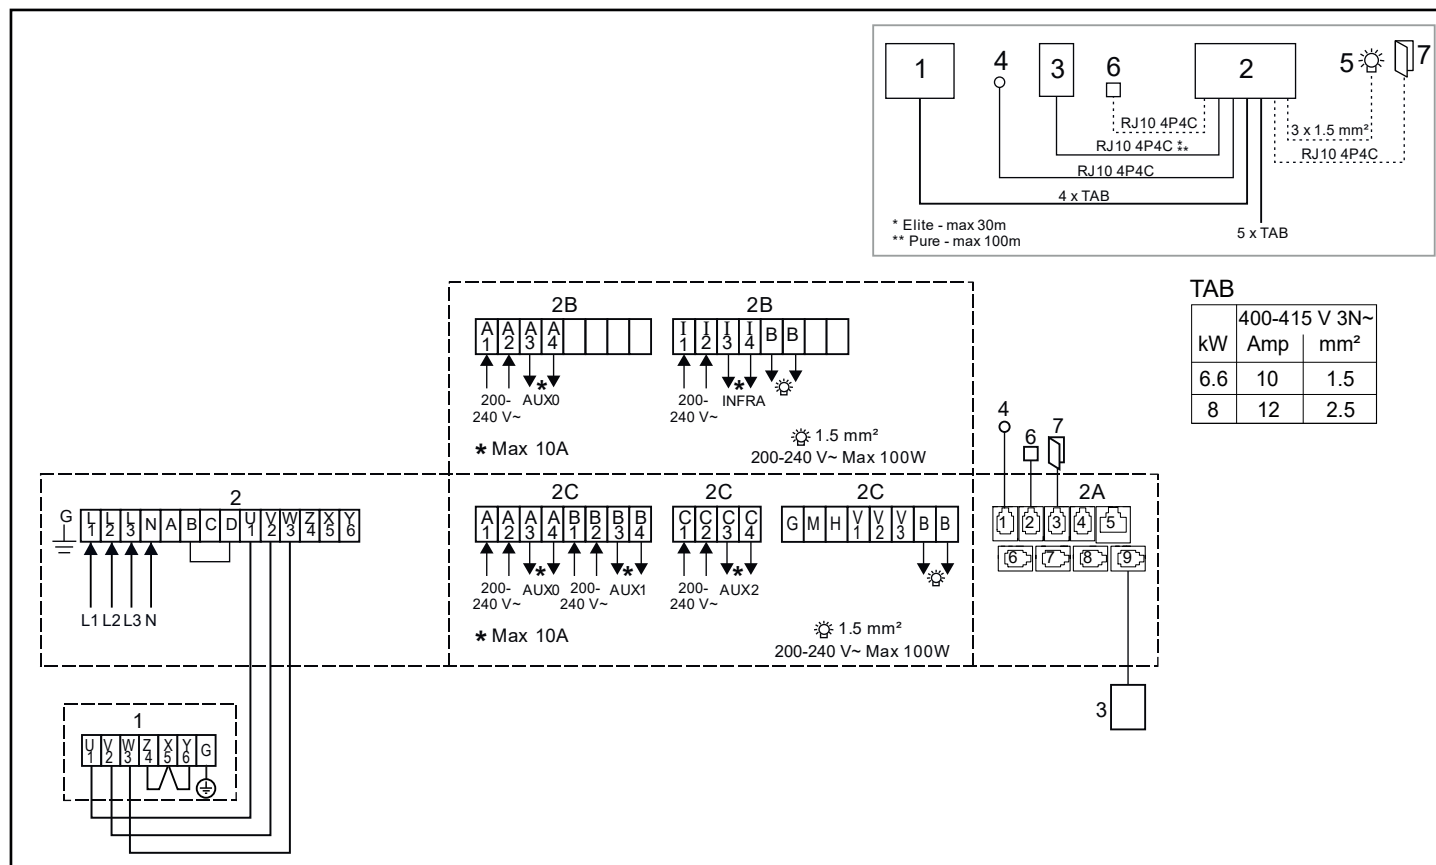 1
4
3
6
2
5
7
RJ10 4P4C
3 x 1.5 mm²
RJ10 4P4C * **
RJ10 4P4C
RJ10 4P4C
4 x TAB
5 x TAB
* Elite - max 30m
** Pure - max 100m
TAB
400-415 V 3N~
kW Amp mm²
6.6 10 1.5
8 12 2.5
2B
A1 A2 A3 A4
200-240 V~
* AUX0
* Max 10A
2B
I1 I2 I3 I4 B B
200-240 V~
* INFRA
1.5 mm²
200-240 V~ Max 100W
2
G L1 L2 L3 N A B C D U1 V2 W3 Z4 X5 Y6
L1 L2 L3 N
2C
A1 A2 A3 A4 B1 B2 B3 B4
200-240 V~
* AUX0
200-240 V~
* AUX1
* Max 10A
2C
C1 C2 C3 C4
200-240 V~
* AUX2
2C
G M H V1 V2 V3 B B
1.5 mm²
200-240 V~ Max 100W
4
6
7
2A
1 2 3 4 5
6 7 8 9
3
1
U1 V2 W3 Z4 X5 Y6 G